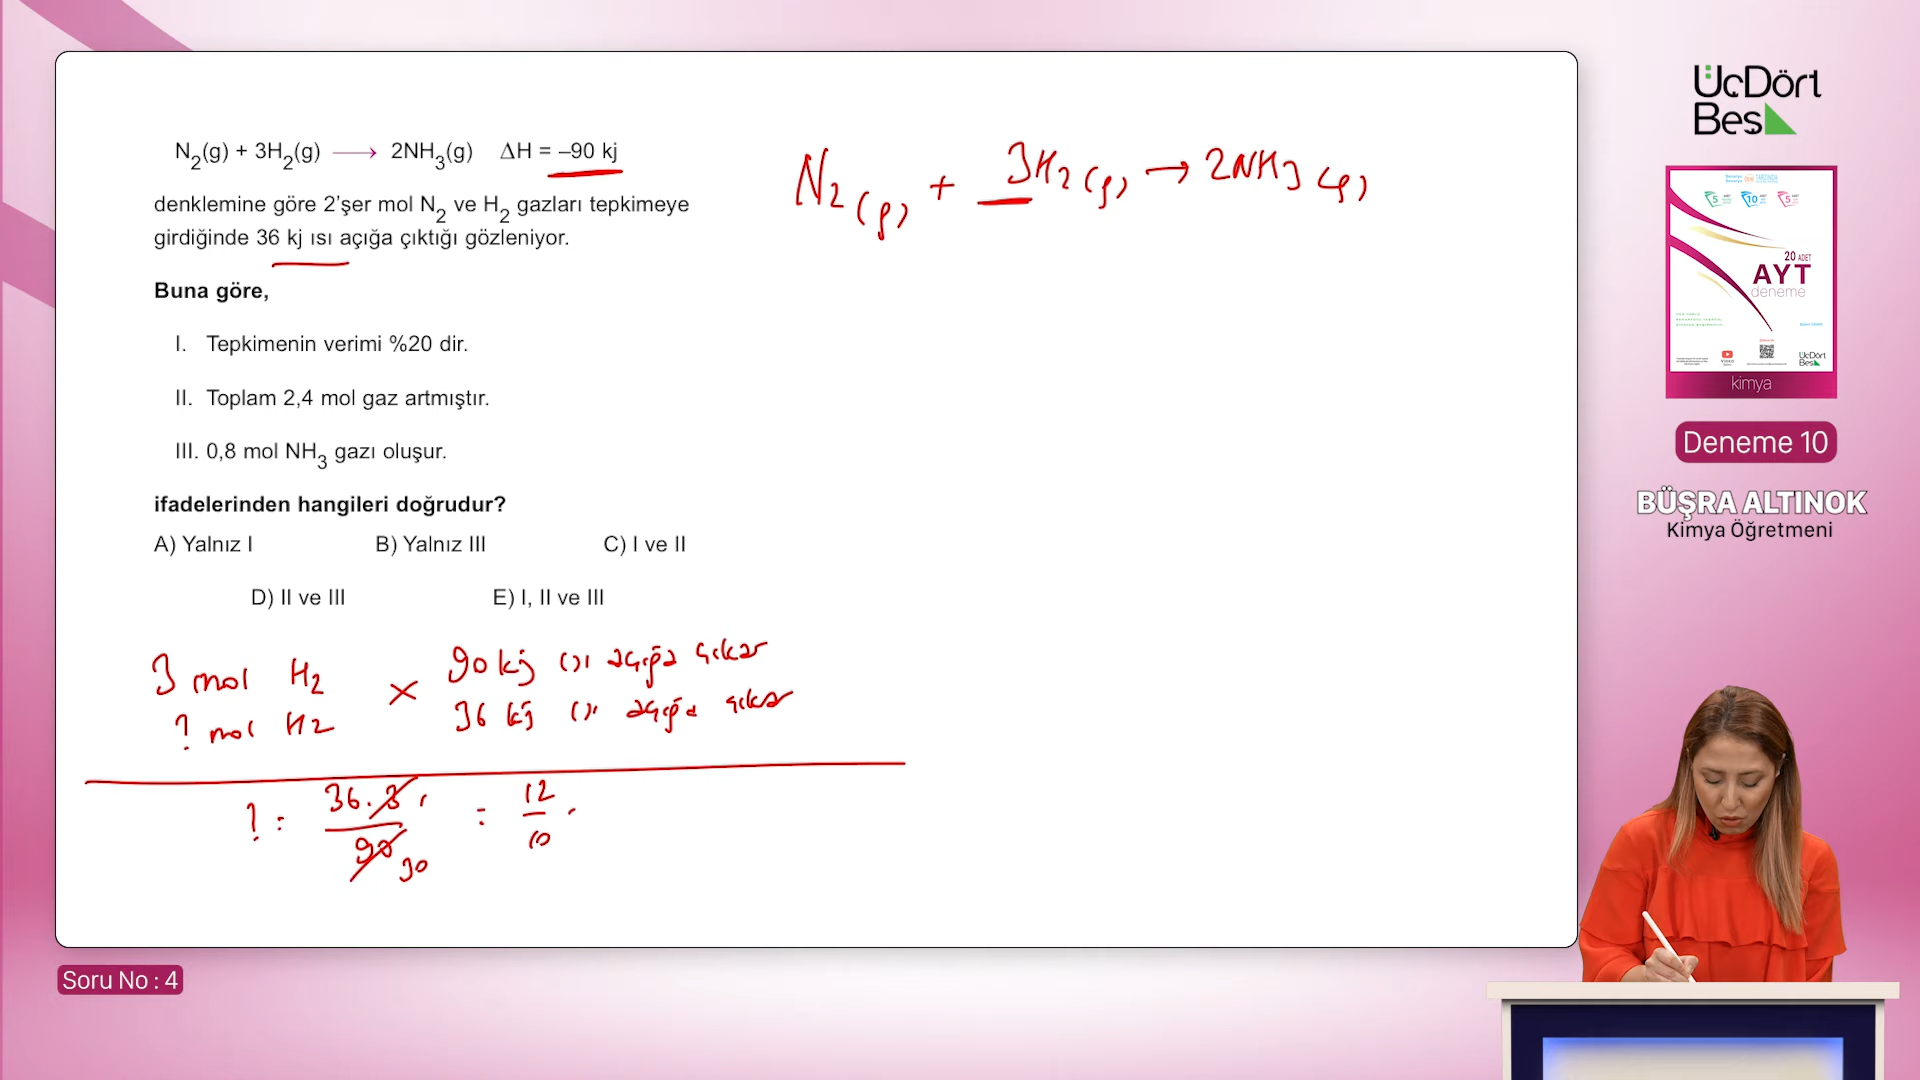 N2(g) + 3H2(g) ⟶ 2NH3(g) ΔH = –90 kj
denklemine göre 2'şer mol N2 ve H2 gazları tepkimeye
girdiğinde 36 kj ısı açığa çıktığı gözleniyor.
Buna göre,
I. Tepkimenin verimi %20 dir.
II. Toplam 2,4 mol gaz artmıştır.
III. 0,8 mol NH3 gazı oluşur.
ifadelerinden hangileri doğrudur?
A) Yalnız I B) Yalnız III C) I ve II
D) II ve III E) I, II ve III
N2(g) + 3H2(g) → 2NH3(g)
3 mol H2 × 90 kj ısı açığa çıkar
? mol H2 36 kj ısı açığa çıkar
? = 36.3 / 90 30 = 12 / 10
ÜçDört
Beş
20 ADET
AYT
deneme
ÜçDört
Beş
kimya
Deneme 10
BÜŞRA ALTINOK
Kimya Öğretmeni
Soru No : 4